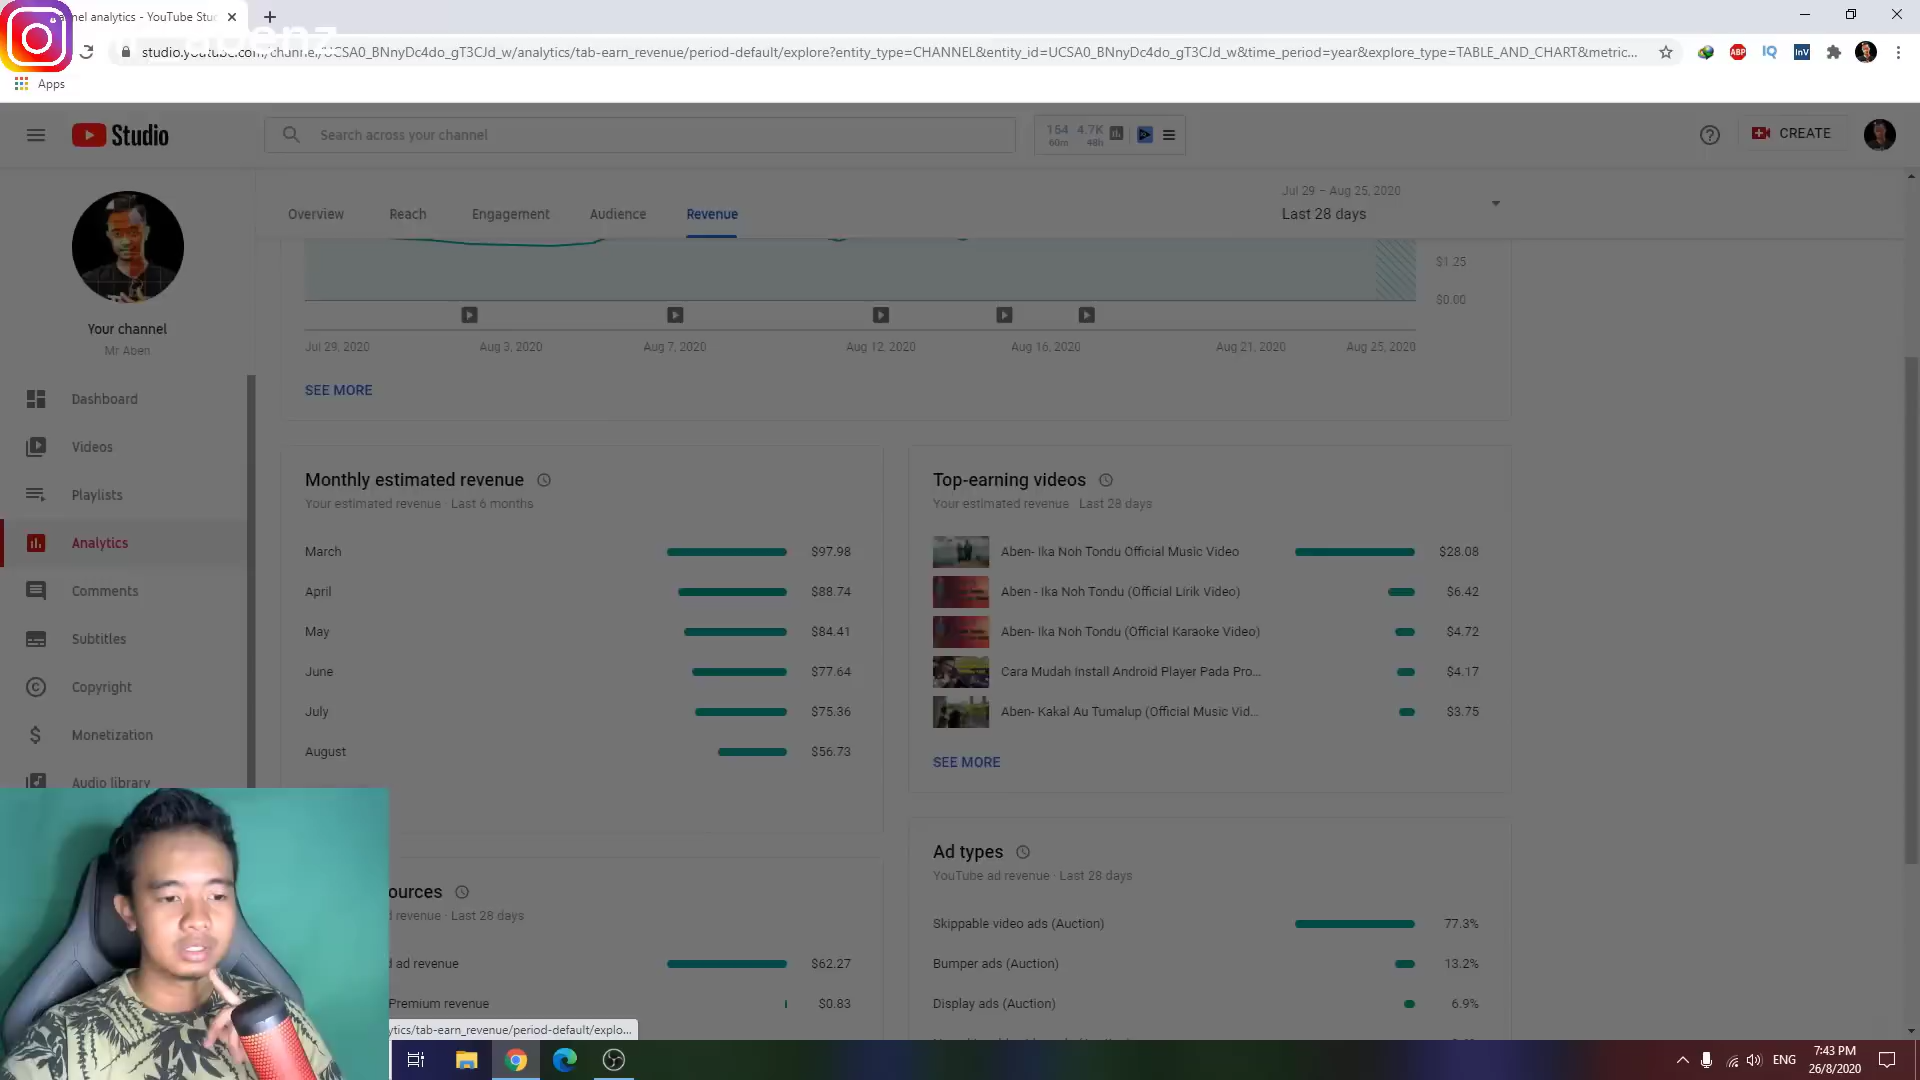 analytics - YouTube Stu
studio.youtube.com/channel/UCSA0_BNnyDc4do_gT3CJd_w/analytics/tab-earn_revenue/period-default/explore?entity_type=CHANNEL&entity_id=UCSA0_BNnyDc4do_gT3CJd_w&time_period=year&explore_type=TABLE_AND_CHART&metric...
ABP
IQ
InV
Apps
Studio
Search across your channel
154 4.7K
60m 48h
CREATE
Your channel
Mr Aben
Dashboard
Videos
Playlists
Analytics
Comments
Subtitles
Copyright
Monetization
Audio library
Overview
Reach
Engagement
Audience
Revenue
Jul 29 – Aug 25, 2020
Last 28 days
$1.25
$0.00
Jul 29, 2020
Aug 3, 2020
Aug 7, 2020
Aug 12, 2020
Aug 16, 2020
Aug 21, 2020
Aug 25, 2020
SEE MORE
Monthly estimated revenue
Your estimated revenue · Last 6 months
March $97.98
April $88.74
May $84.41
June $77.64
July $75.36
August $56.73
Top-earning videos
Your estimated revenue · Last 28 days
Aben- Ika Noh Tondu Official Music Video $28.08
Aben - Ika Noh Tondu (Official Lirik Video) $6.42
Aben- Ika Noh Tondu (Official Karaoke Video) $4.72
Cara Mudah Install Android Player Pada Pro... $4.17
Aben- Kakal Au Tumalup (Official Music Vid... $3.75
SEE MORE
ources
revenue · Last 28 days
ad revenue $62.27
Premium revenue $0.83
ytics/tab-earn_revenue/period-default/explo...
Ad types
YouTube ad revenue · Last 28 days
Skippable video ads (Auction) 77.3%
Bumper ads (Auction) 13.2%
Display ads (Auction) 6.9%
ENG
7:43 PM
26/8/2020